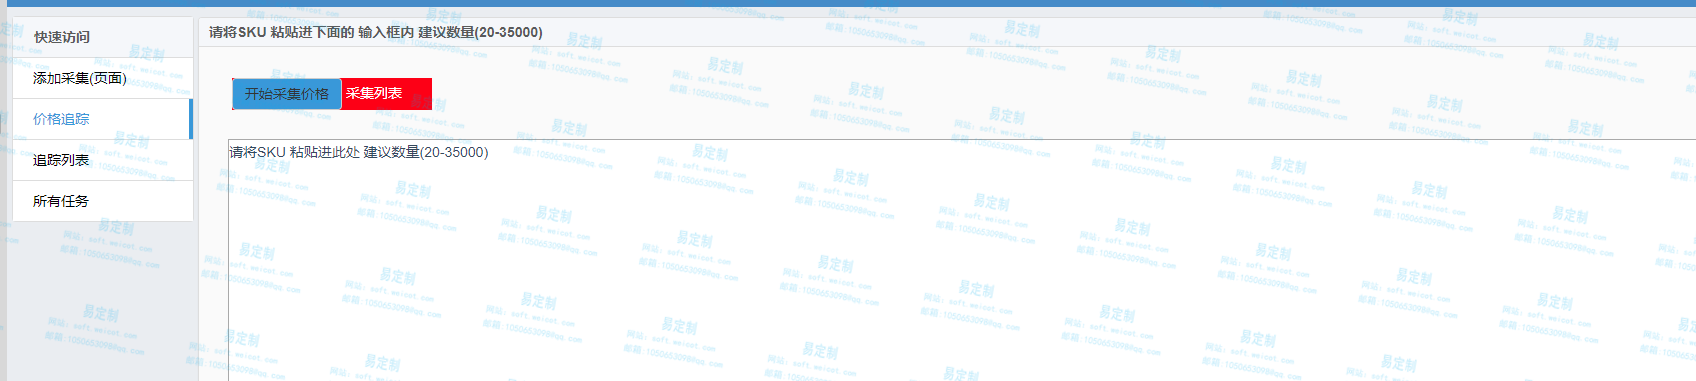 快速访问
添加采集(页面)
价格追踪
追踪列表
所有任务
请将SKU 粘贴进下面的 输入框内 建议数量(20-35000)
开始采集价格
采集列表
请将SKU 粘贴进此处 建议数量(20-35000)
易定制
网站: soft.weicot.com
邮箱:1050653098@qq.com